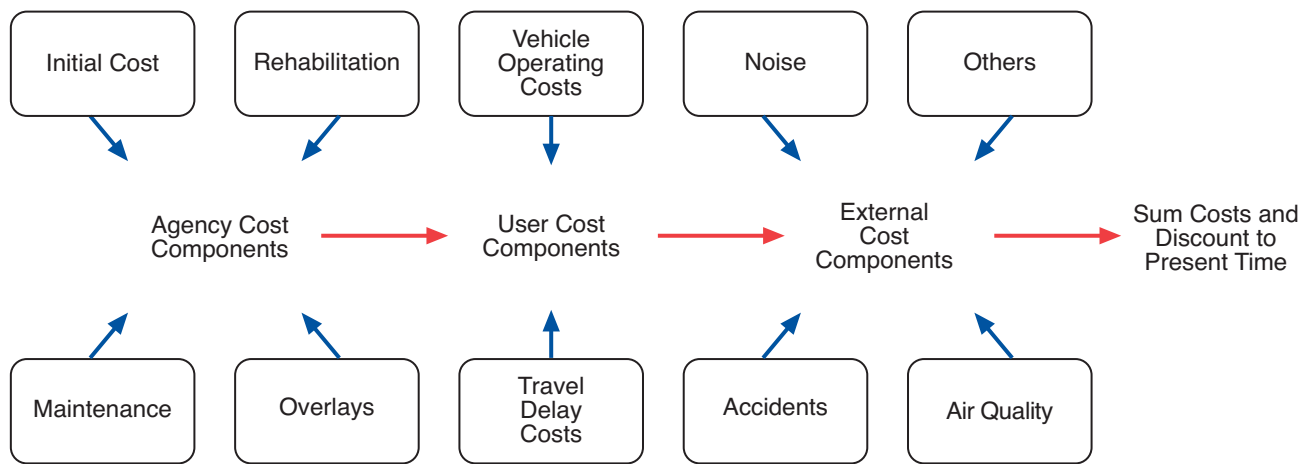 Initial Cost
Rehabilitation
Vehicle
Operating
Costs
Noise
Others
Agency Cost
Components
User Cost
Components
External
Cost
Components
Sum Costs and
Discount to
Present Time
Maintenance
Overlays
Travel
Delay
Costs
Accidents
Air Quality